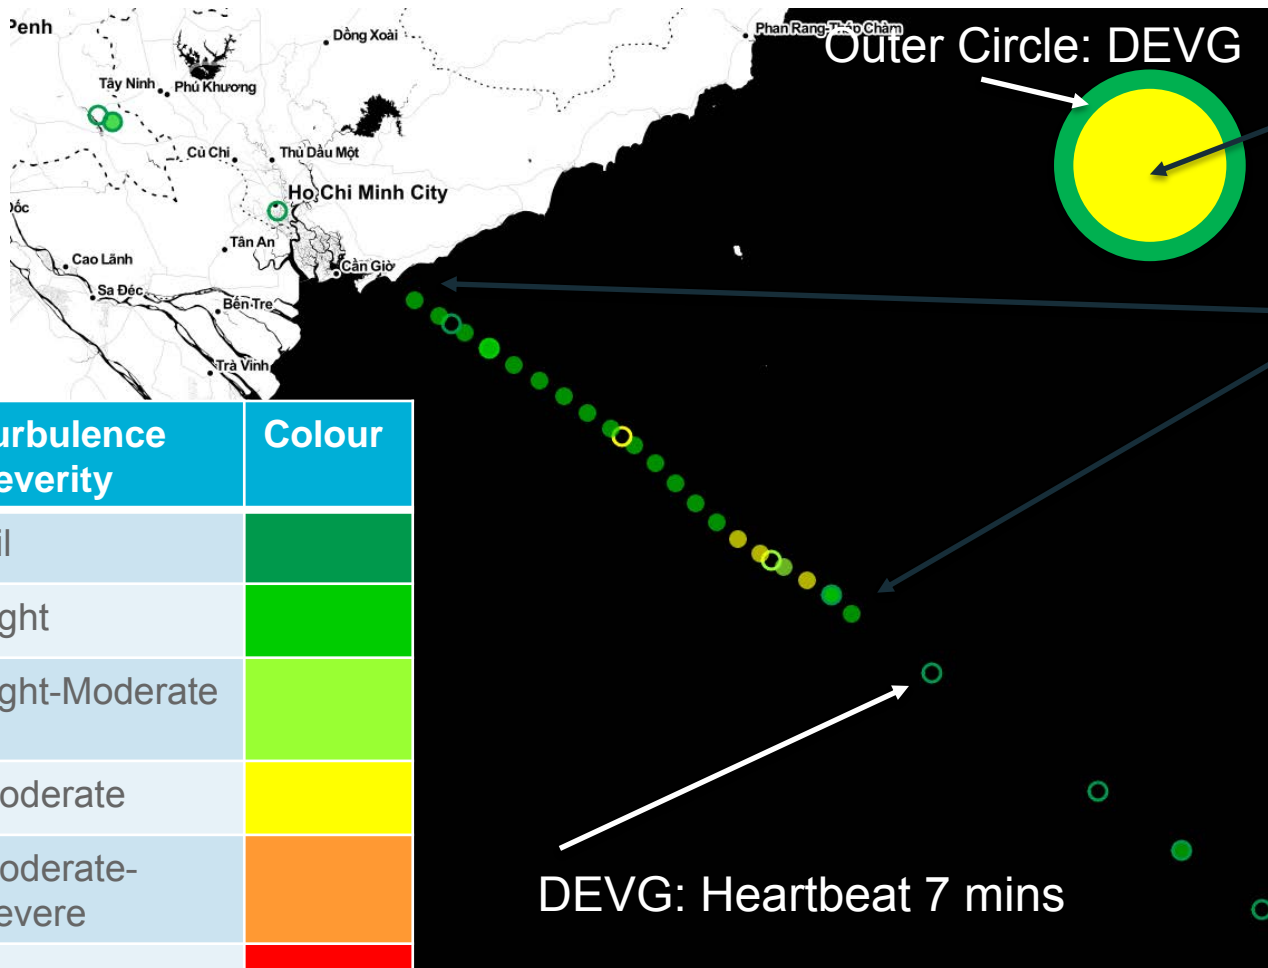 Penh
Đồng Xoài
Phan Rang-Tháp Chàm
Outer Circle: DEVG
Tây Ninh
Phú Khương
Củ Chi
Thủ Dầu Một
Ho Chi Minh City
Tân An
Cao Lãnh
Cần Giờ
Sa Đéc
Bến Tre
Trà Vinh
urbulence
everity
Colour
il
ght
ght-Moderate
oderate
oderate-
evere
DEVG: Heartbeat 7 mins